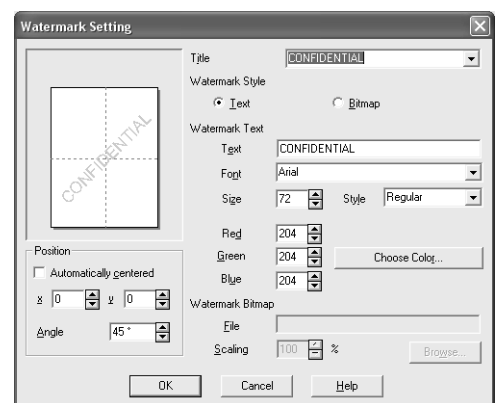 Watermark Setting
Title CONFIDENTIAL
Watermark Style
Text Bitmap
Watermark Text
Text CONFIDENTIAL
Font Arial
Size 72 Style Regular
Red 204
Green 204 Choose Color...
Blue 204
Watermark Bitmap
File
Scaling 100 % Browse...
CONFIDENTIAL
Position
Automatically centered
x 0 y 0
Angle 45 °
OK Cancel Help